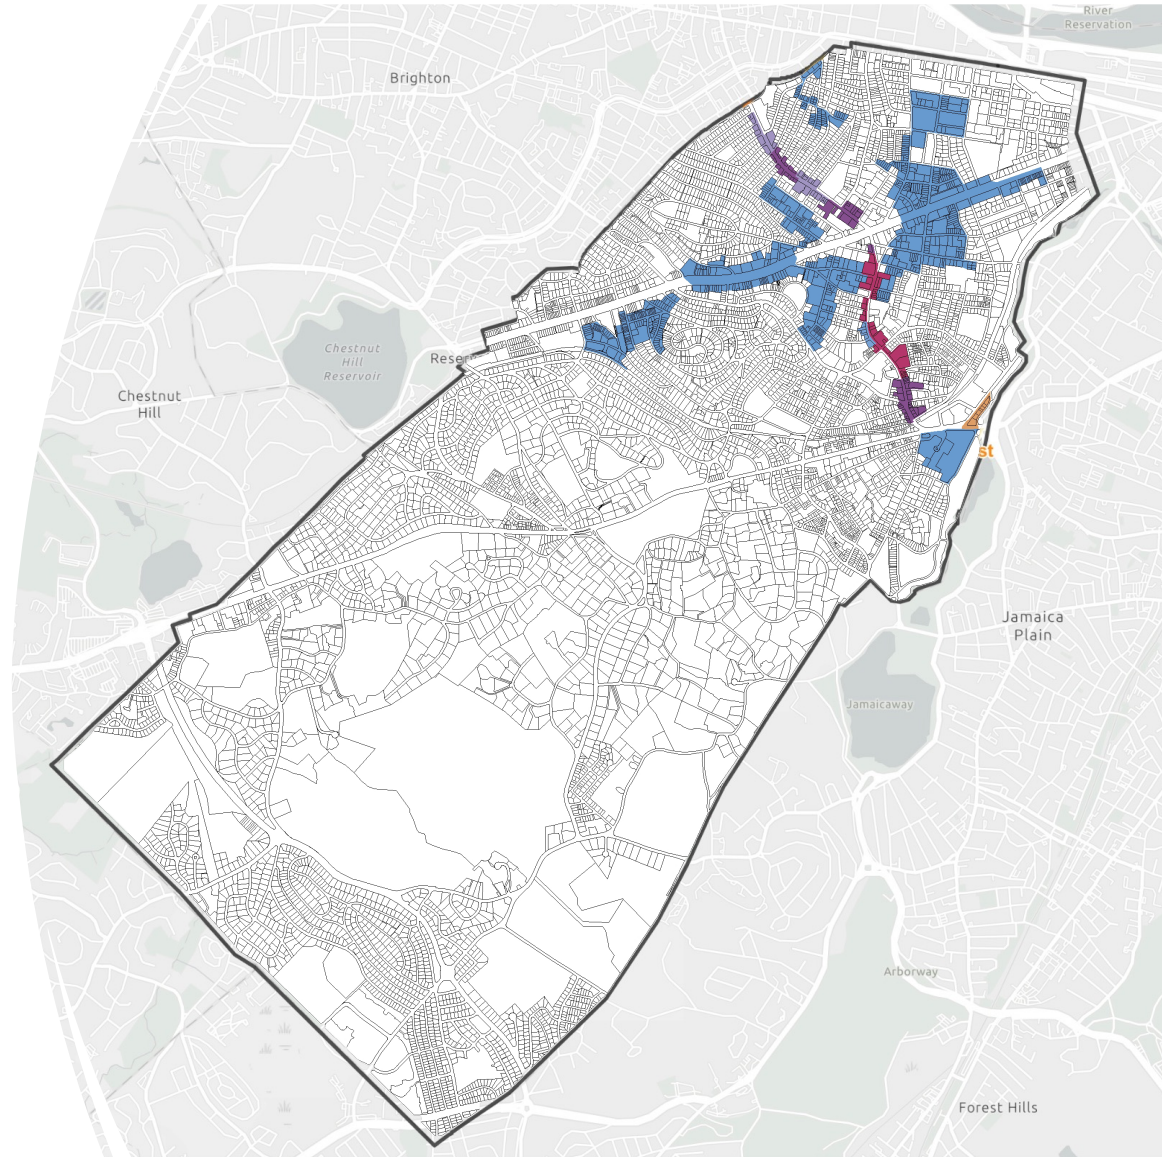 River
Reservation
Brighton
Chestnut
Hill
Reservoir
Reser
Chestnut
Hill
st
Jamaica
Plain
Jamaicaway
Arborway
Forest Hills